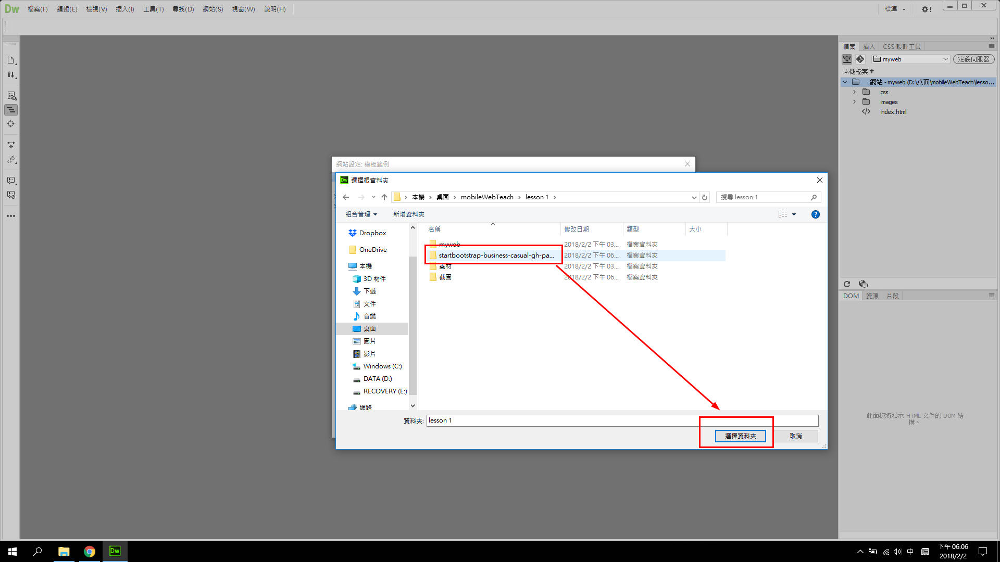 Dw 檔案(F) 編輯(E) 檢視(V) 插入(I) 工具(T) 尋找(D) 網站(S) 視窗(W) 說明(H) 標準 !
檔案 插入 CSS 設計工具
myweb 定義伺服器
本機檔案
網站 - myweb (D:\桌面\mobileWebTeach\lesso...
css
images
index.html
DOM 資源 片段
此面板將顯示 HTML 文件的 DOM 結
構。
網站設定: 模板範例
Dw 選擇根資料夾
本機 桌面 mobileWebTeach lesson 1 搜尋 lesson 1
組合管理 新增資料夾 ?
Dropbox
OneDrive
本機
3D 物件
下載
文件
音樂
桌面
圖片
影片
Windows (C:)
DATA (D:)
RECOVERY (E:)
網路
名稱 修改日期 類型 大小
myweb 2018/2/2 下午 03... 檔案資料夾
startbootstrap-business-casual-gh-pa... 2018/2/2 下午 06... 檔案資料夾
素材 2018/2/2 下午 03... 檔案資料夾
截圖 2018/2/2 下午 06... 檔案資料夾
資料夾: lesson 1
選擇資料夾 取消
Dw 中 下午 06:06
2018/2/2